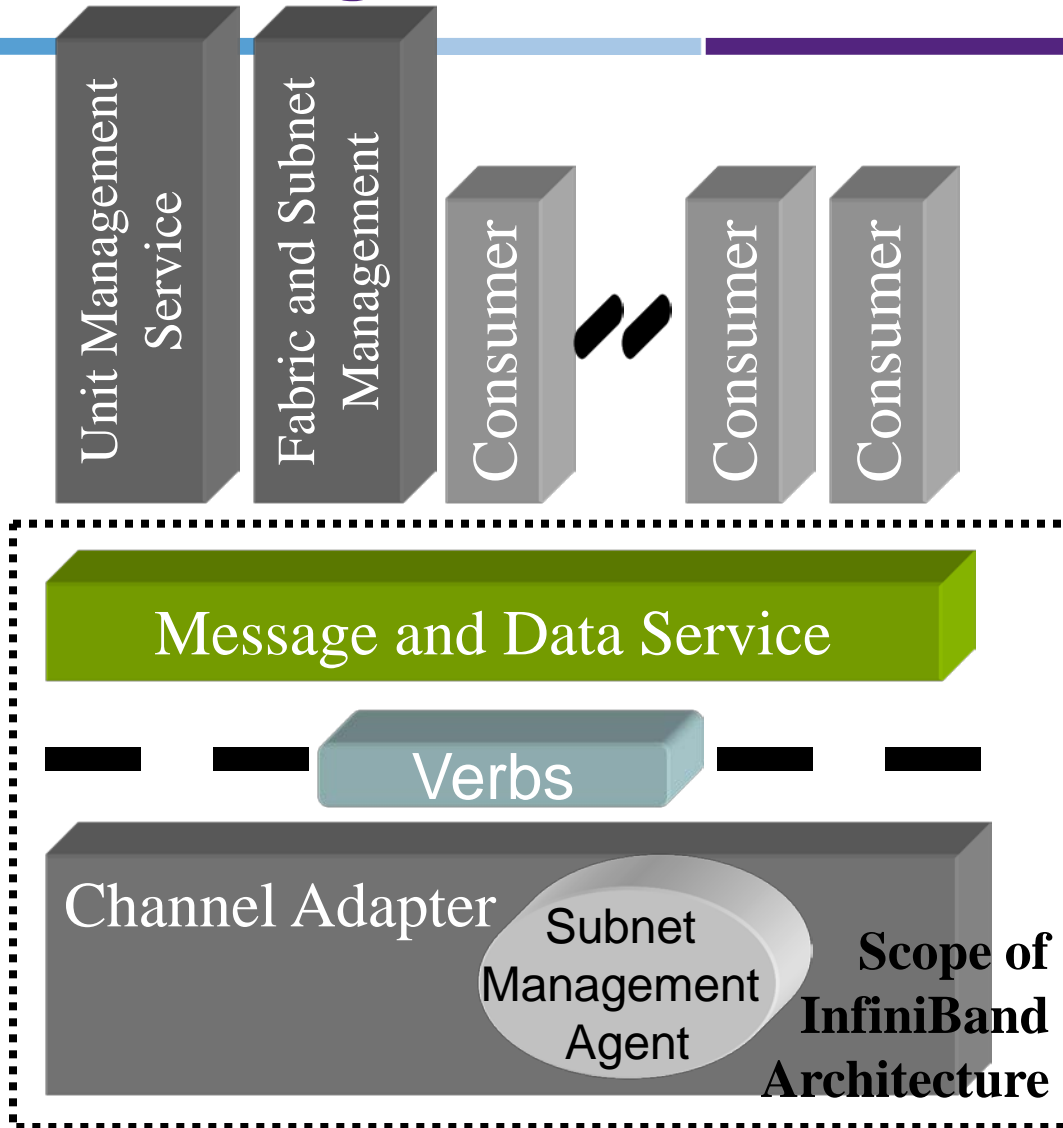 Unit Management
Service
Fabric and Subnet
Management
Consumer
Consumer
Consumer
Message and Data Service
Verbs
Channel Adapter
Subnet
Management
Agent
Scope of
InfiniBand
Architecture